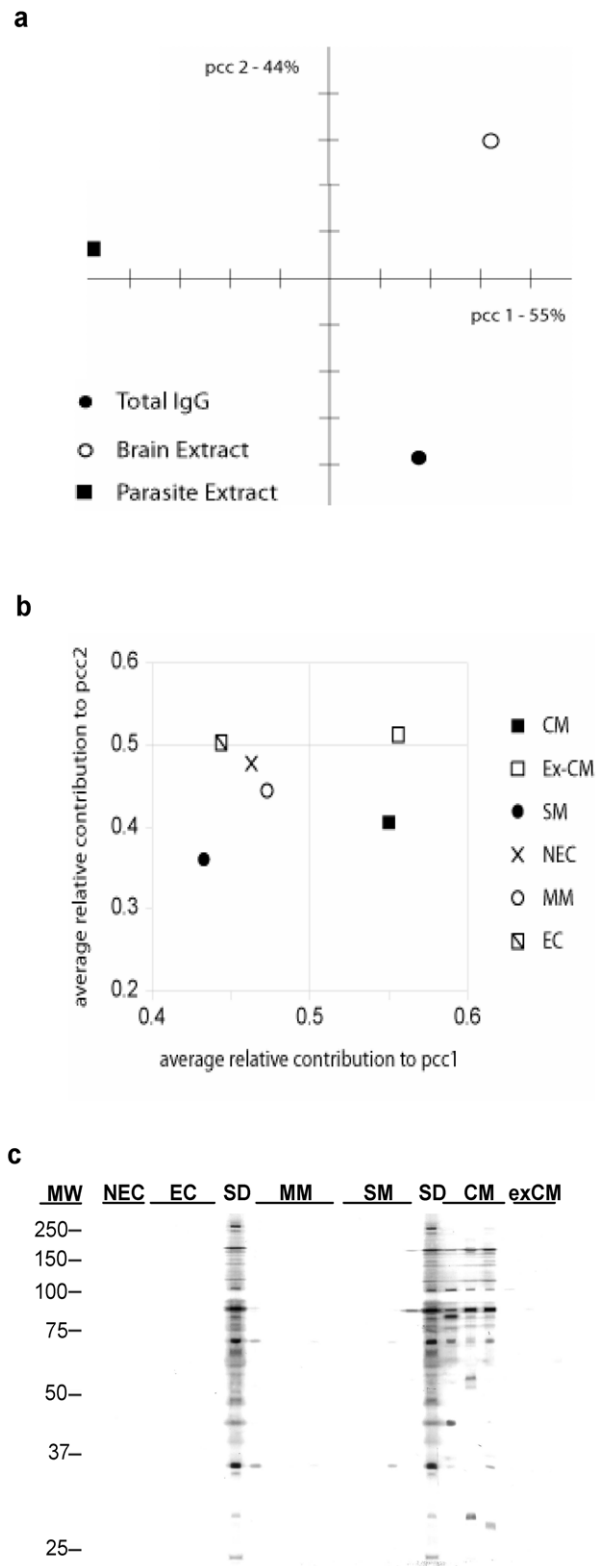 a
pcc 2 - 44%
pcc 1 - 55%
Total IgG
Brain Extract
Parasite Extract
b
average relative contribution to pcc2
0.6
0.5
0.4
0.3
0.2
0.4 0.5 0.6
average relative contribution to pcc1
CM
Ex-CM
SM
NEC
MM
EC
c
MW NEC EC SD MM SM SD CM exCM
250
150
100
75
50
37
25